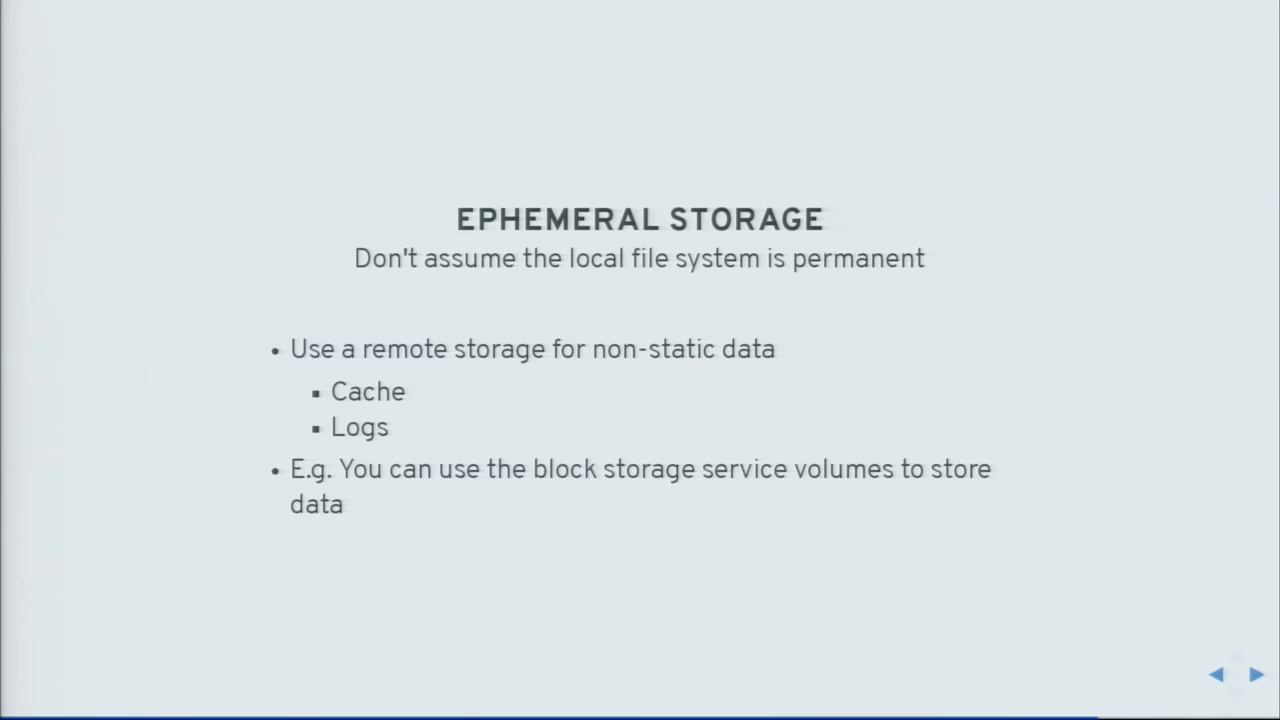 EPHEMERAL STORAGE
Don't assume the local file system is permanent
• Use a remote storage for non-static data
▪ Cache
▪ Logs
• E.g. You can use the block storage service volumes to store
data